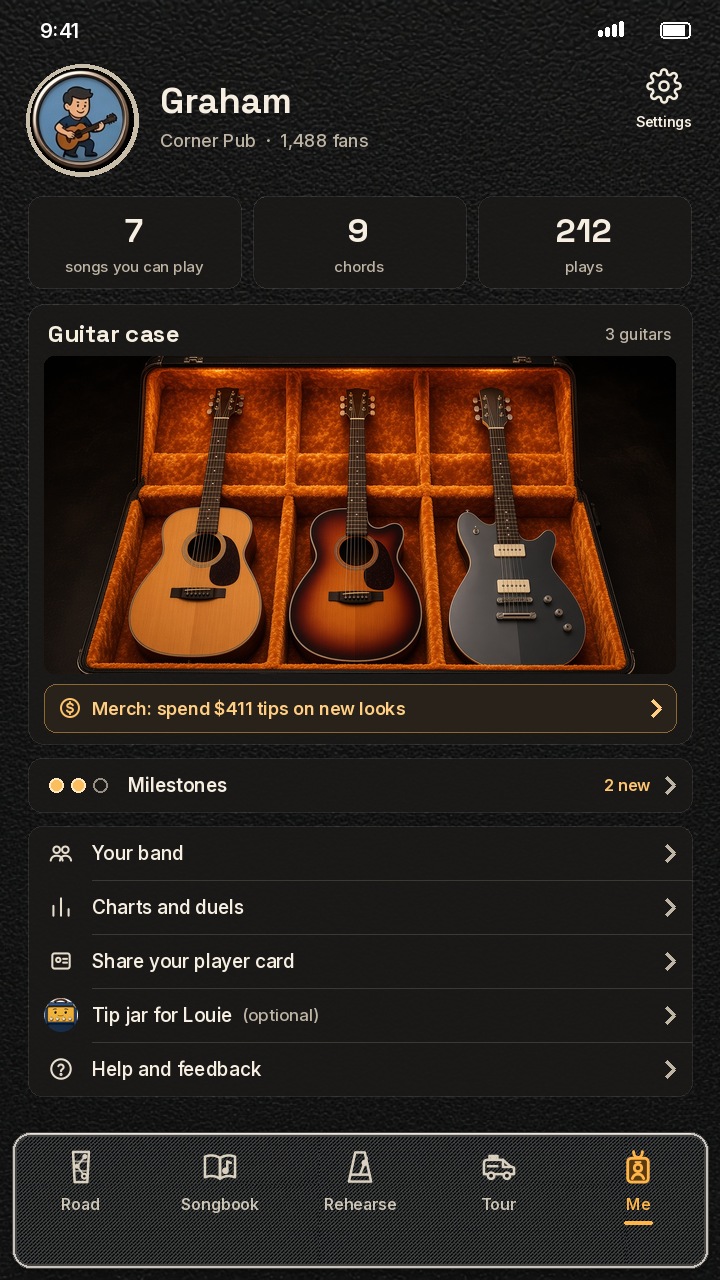 9:41
Graham
Settings
Corner Pub · 1,488 fans
7
songs you can play
9
chords
212
plays
Guitar case
3 guitars
Merch: spend $411 tips on new looks
Milestones
2 new
Your band
Charts and duels
Share your player card
Tip jar for Louie (optional)
Help and feedback
Road
Songbook
Rehearse
Tour
Me